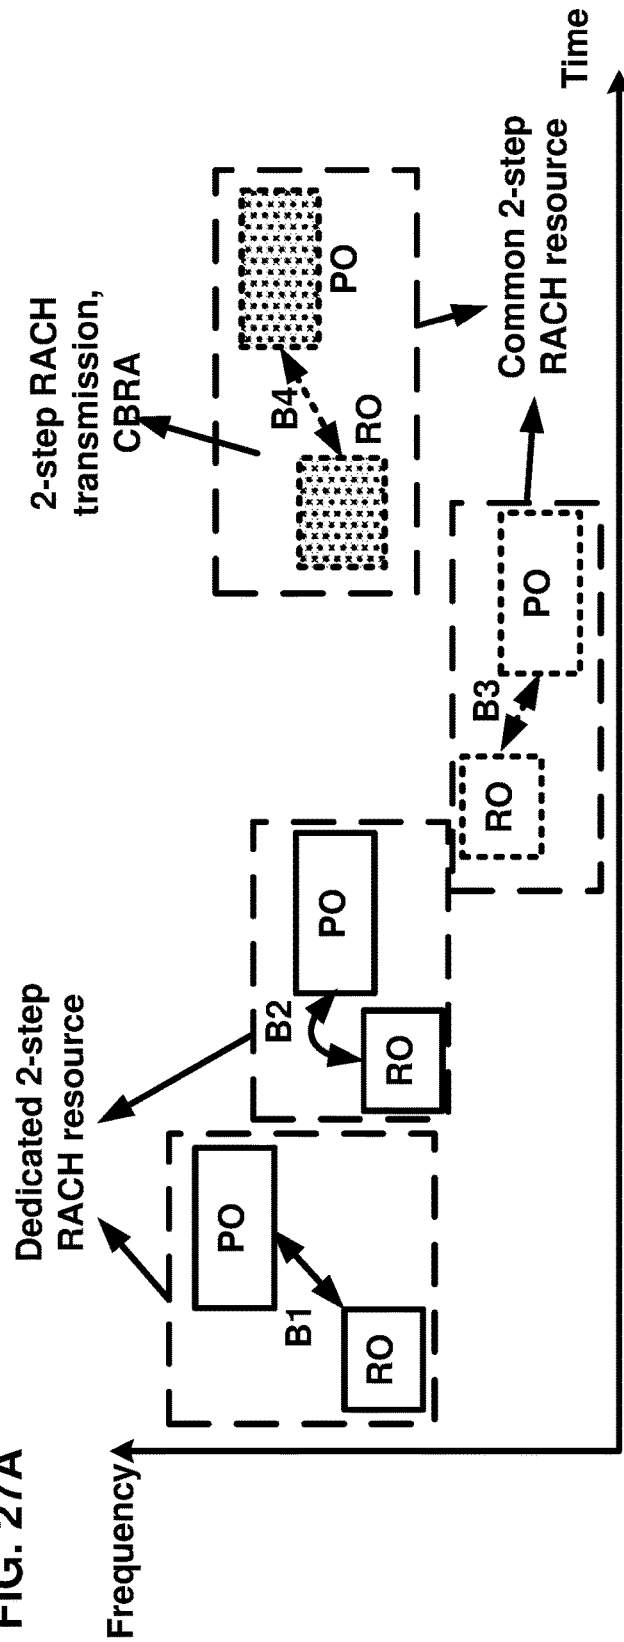 FIG. 27A
Frequency
Dedicated 2-step
RACH resource
PO
B1
RO
B2
PO
RO
RO
B3
PO
2-step RACH
transmission,
CBRA
PO
B4
RO
Common 2-step
RACH resource
Time